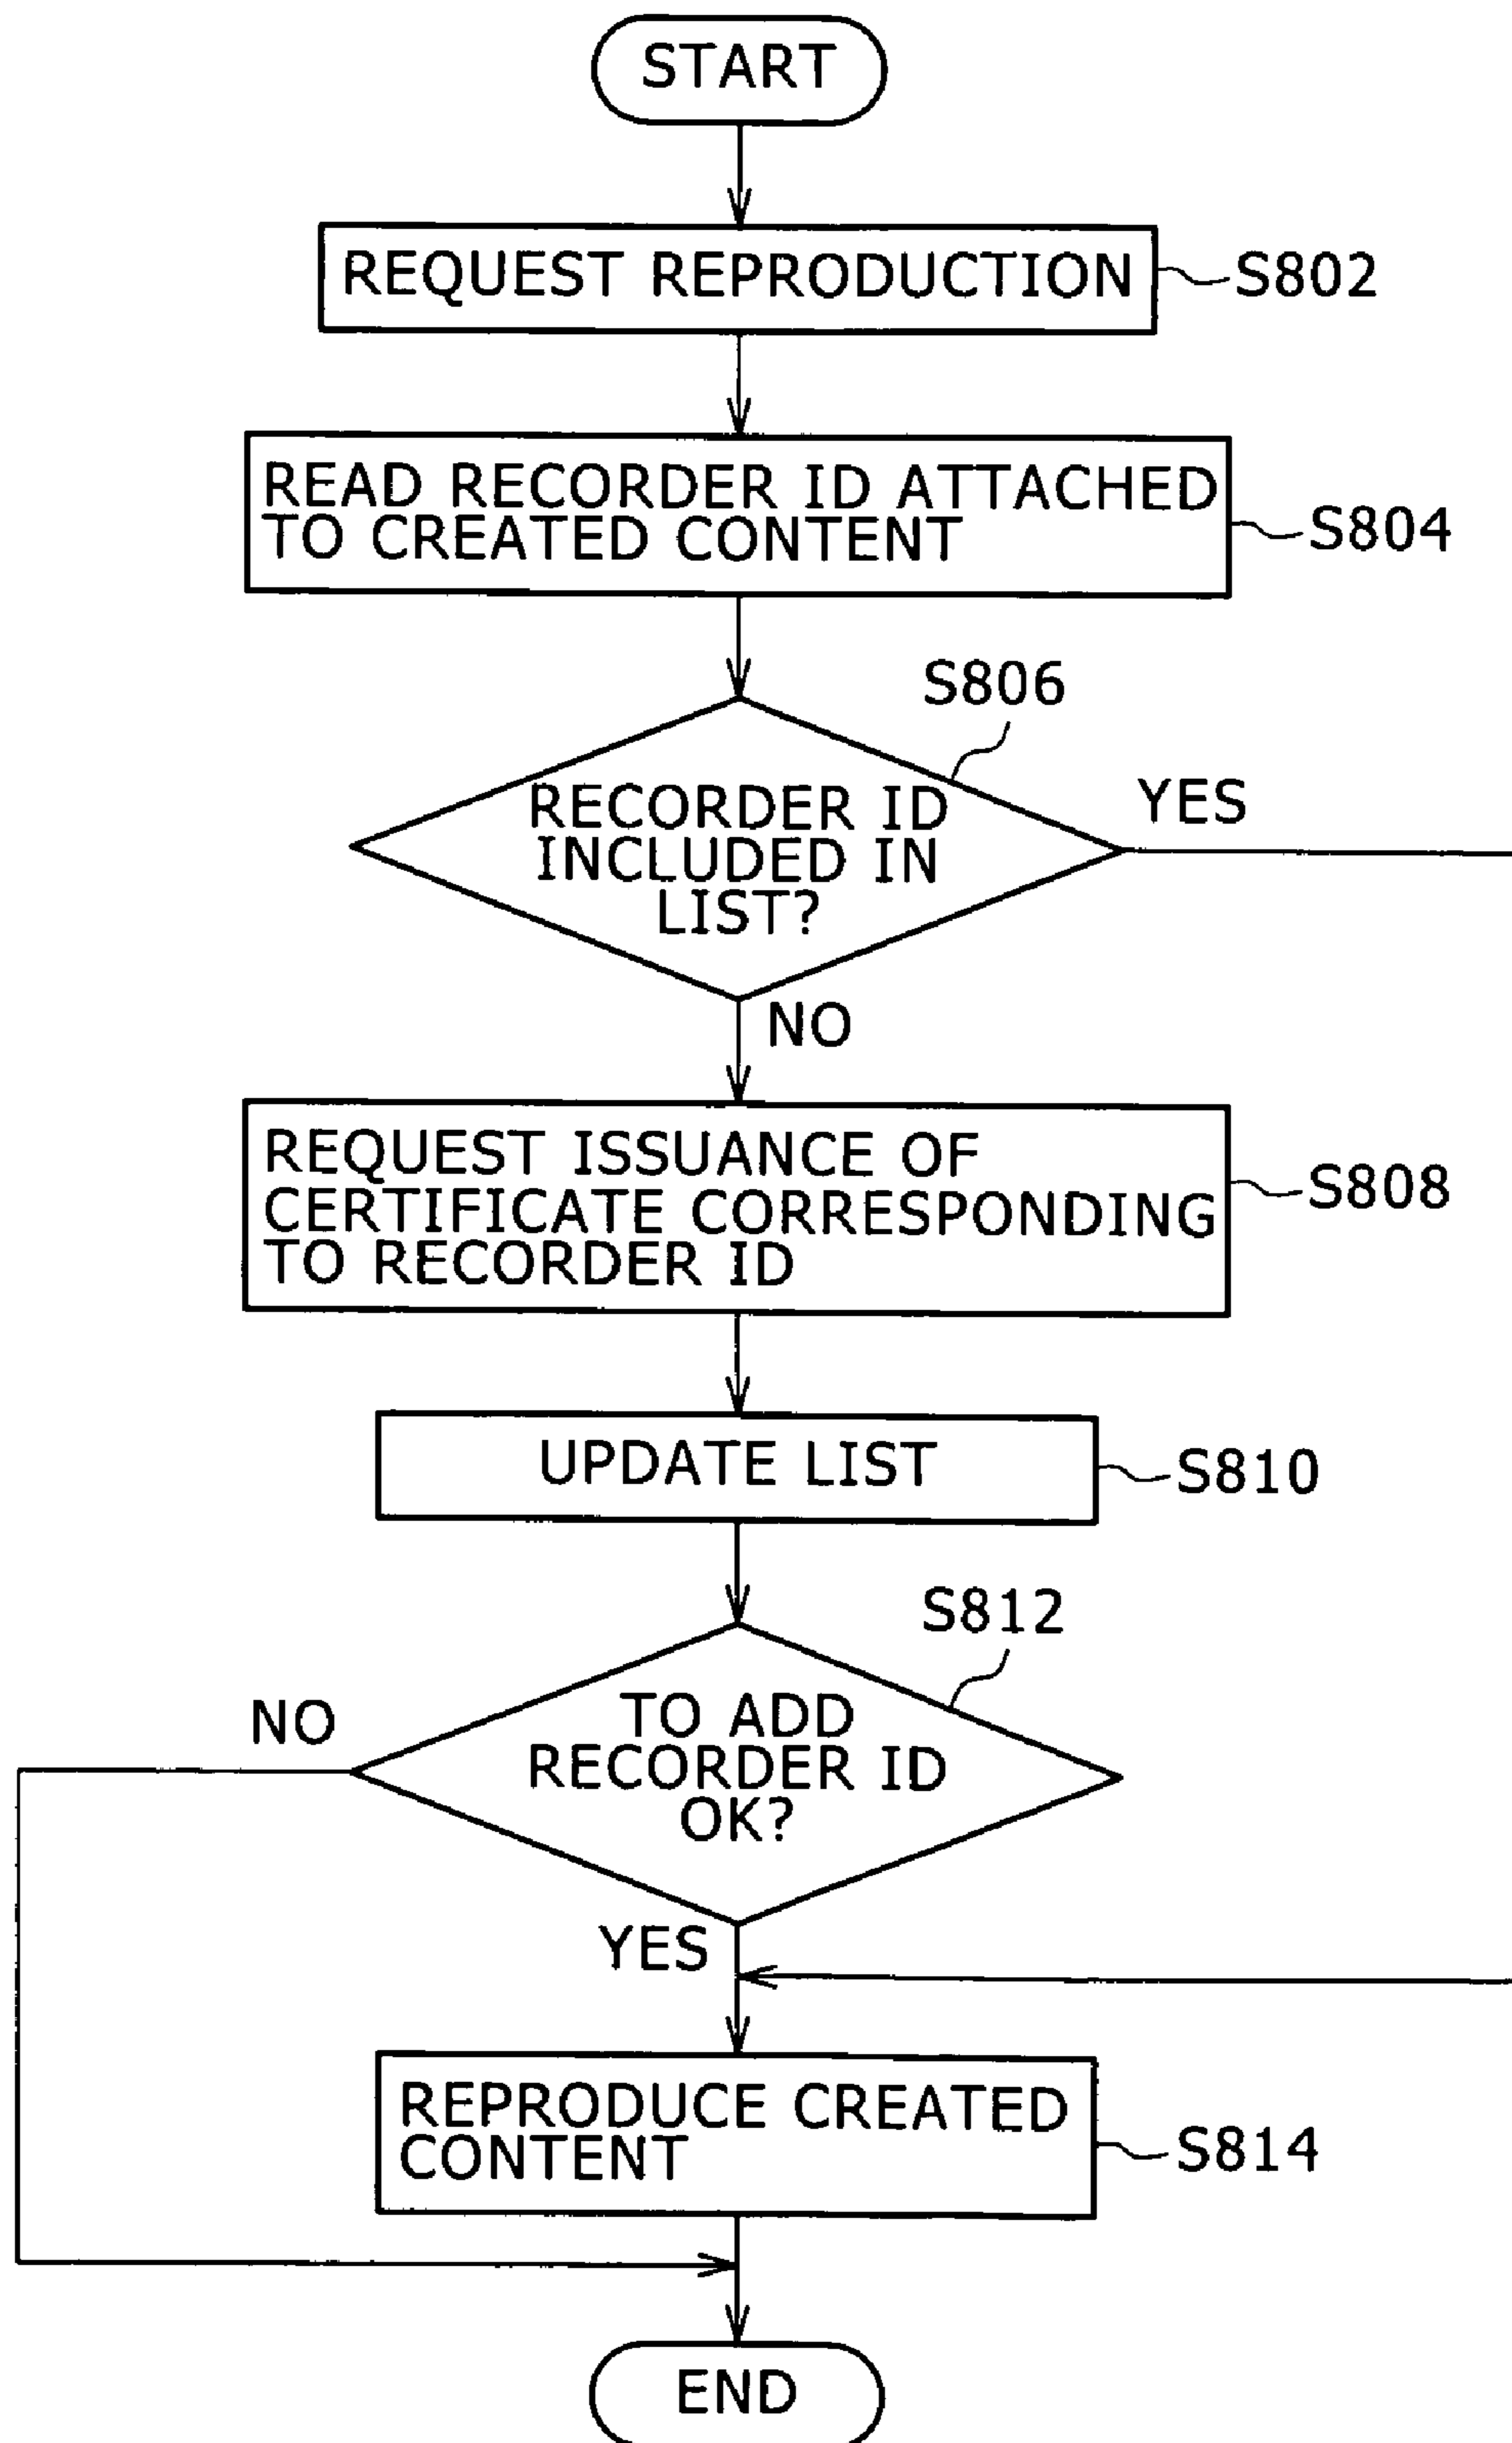 START
REQUEST REPRODUCTION
S802
READ RECORDER ID ATTACHED
TO CREATED CONTENT
S804
S806
RECORDER ID
INCLUDED IN
LIST?
YES
NO
REQUEST ISSUANCE OF
CERTIFICATE CORRESPONDING
TO RECORDER ID
S808
UPDATE LIST
S810
S812
TO ADD
RECORDER ID
OK?
NO
YES
REPRODUCE CREATED
CONTENT
S814
END